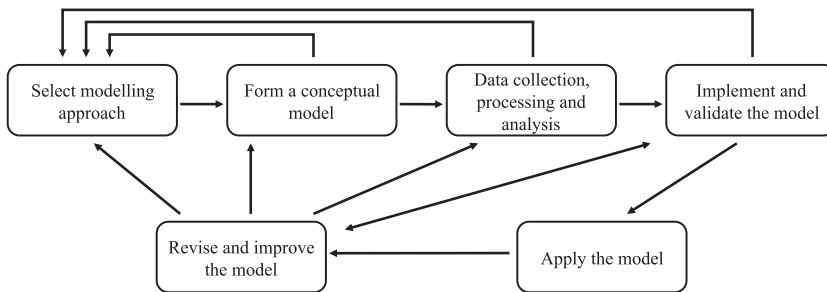 Select modelling
approach
Form a conceptual
model
Data collection,
processing and
analysis
Implement and
validate the model
Revise and improve
the model
Apply the model